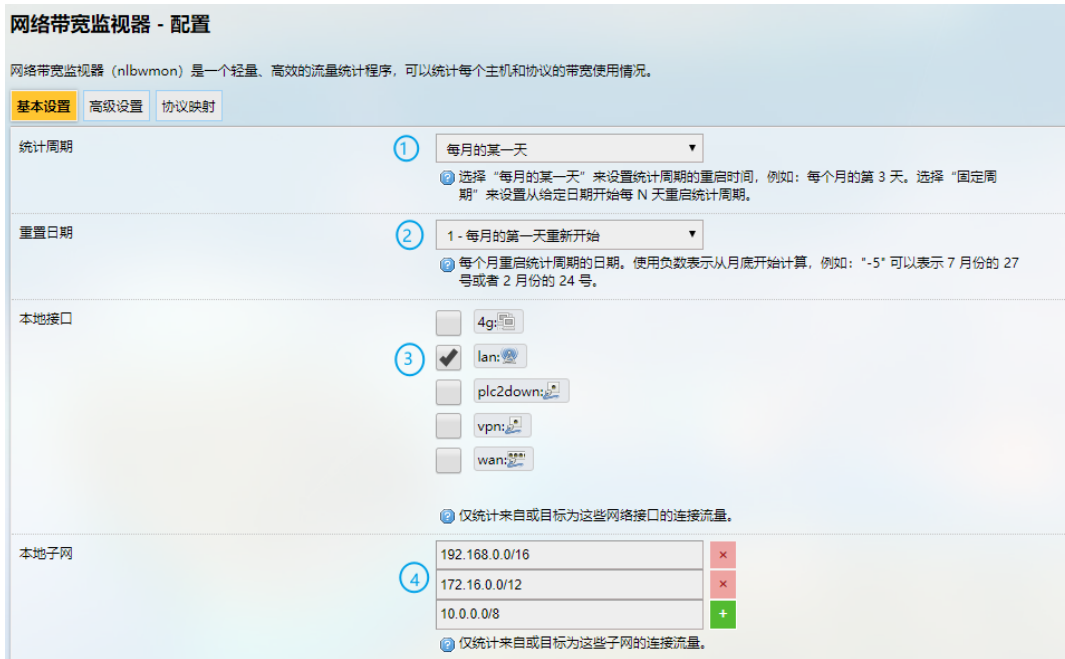 网络带宽监视器 - 配置
网络带宽监视器（nlbwmon）是一个轻量、高效的流量统计程序，可以统计每个主机和协议的带宽使用情况。
基本设置 高级设置 协议映射
统计周期 1 每月的某一天
选择“每月的某一天”来设置统计周期的重启时间，例如：每个月的第 3 天。选择“固定周
期”来设置从给定日期开始每 N 天重启统计周期。
重置日期 2 1 - 每月的第一天重新开始
每个月重启统计周期的日期。使用负数表示从月底开始计算，例如："-5" 可以表示 7 月份的 27
号或者 2 月份的 24 号。
本地接口 4g:
3 lan:
plc2down:
vpn:
wan:
仅统计来自或目标为这些网络接口的连接流量。
本地子网 192.168.0.0/16 ×
4 172.16.0.0/12 ×
10.0.0.0/8 +
仅统计来自或目标为这些子网的连接流量。